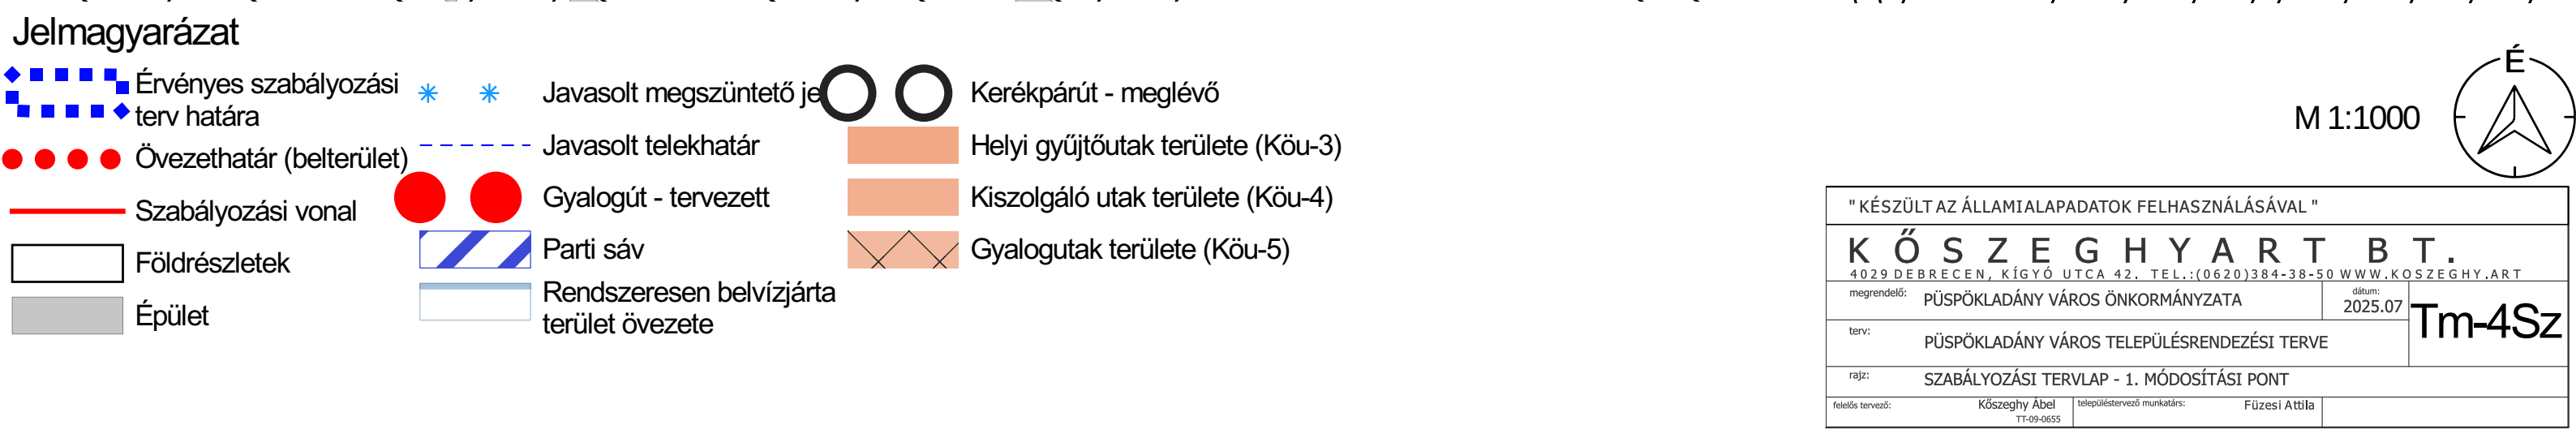 Jelmagyarázat
Érvényes szabályozási
terv határa
Övezethatár (belterület)
Szabályozási vonal
Földrészletek
Épület
Javasolt megszüntető je
Javasolt telekhatár
Gyalogút - tervezett
Parti sáv
Rendszeresen belvízjárta
terület övezete
Kerékpárút - meglévő
Helyi gyűjtőutak területe (Köu-3)
Kiszolgáló utak területe (Köu-4)
Gyalogutak területe (Köu-5)
M 1:1000
É
"KÉSZÜLT AZ ÁLLAMI ALAPADATOK FELHASZNÁLÁSÁVAL"
KŐSZEGHYART BT.
4029 DEBRECEN, KÍGYÓ UTCA 42. TEL.:(0620)384-38-50 WWW.KOSZEGHY.ART
megrendelő: PÜSPÖKLADÁNY VÁROS ÖNKORMÁNYZATA
dátum:
2025.07
Tm-4Sz
terv: PÜSPÖKLADÁNY VÁROS TELEPÜLÉSRENDEZÉSI TERVE
rajz: SZABÁLYOZÁSI TERVLAP - 1. MÓDOSÍTÁSI PONT
felelős tervező: Kőszeghy Ábel
TT-09-0655
településtervező munkatárs: Füzesi Attila